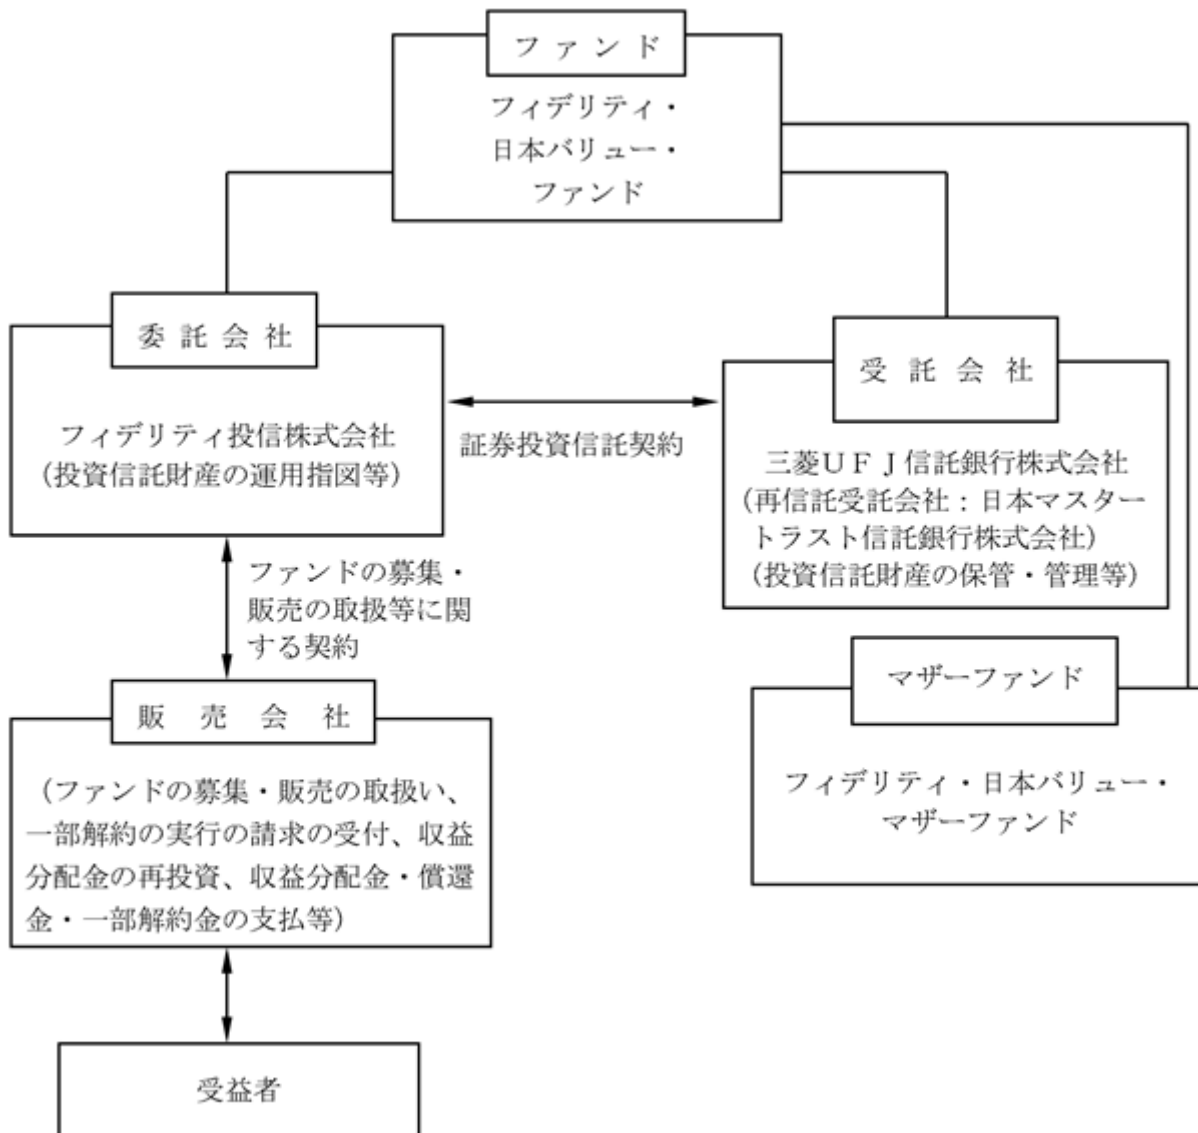 ファンド
フィデリティ・
日本バリュー・
ファンド
委託会社
フィデリティ投信株式会社
(投資信託財産の運用指図等)
証券投資信託契約
受託会社
三菱UFJ信託銀行株式会社
(再信託受託会社:日本マスター
トラスト信託銀行株式会社)
(投資信託財産の保管・管理等)
ファンドの募集・
販売の取扱等に関
する契約
マザーファンド
フィデリティ・日本バリュー・
マザーファンド
販売会社
(ファンドの募集・販売の取扱い、
一部解約の実行の請求の受付、収益
分配金の再投資、収益分配金・償還
金・一部解約金の支払等)
受益者